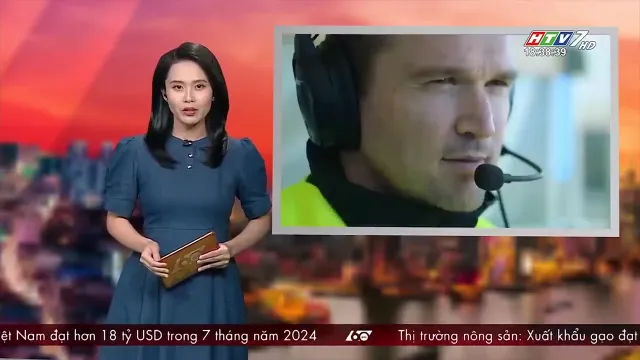 HTV7 HD
18:38:39
ệt Nam đạt hơn 18 tỷ USD trong 7 tháng năm 2024 60 Thị trường nông sản: Xuất khẩu gạo đạt